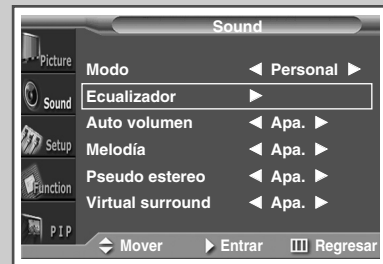 Sound
Picture
Sound
Setup
Function
PIP
Modo ◀ Personal ▶
Ecualizador ▶
Auto volumen ◀ Apa. ▶
Melodía ◀ Apa. ▶
Pseudo estereo ◀ Apa. ▶
Virtual surround ◀ Apa. ▶
Mover Entrar Regresar